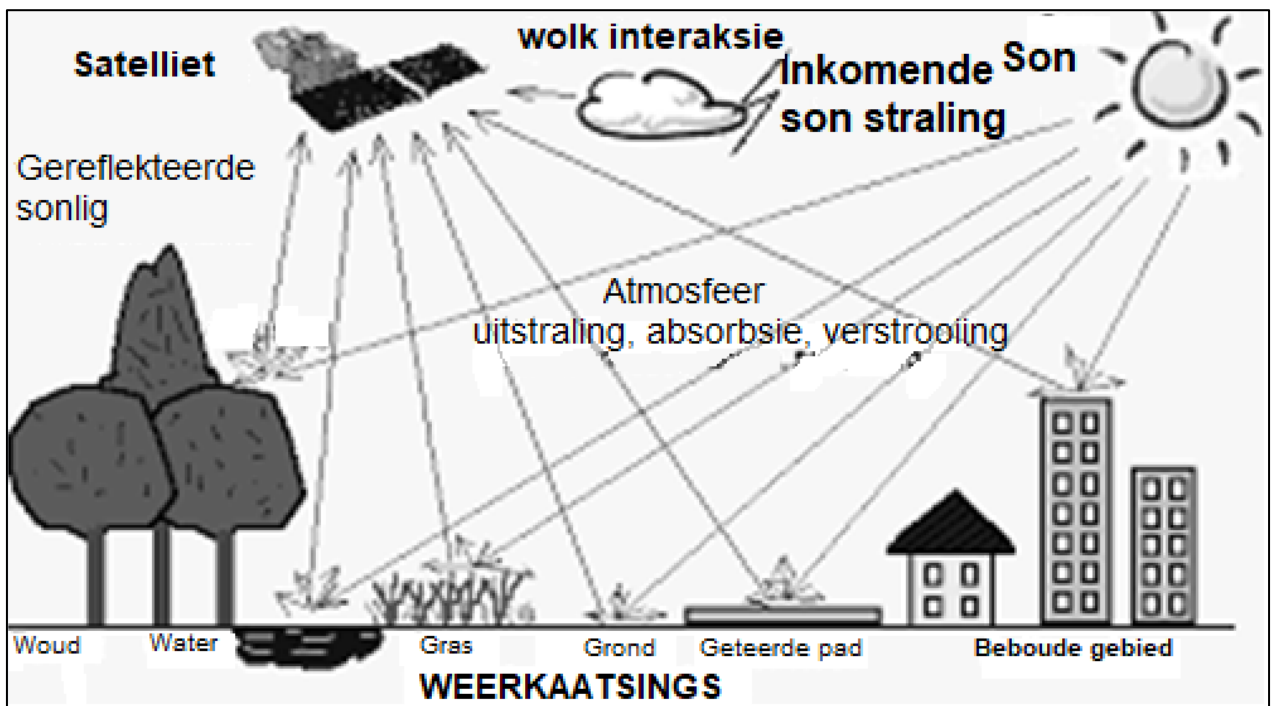 Satelliet
wolk interaksie
Inkomende
son straling
Son
Gereflekteerde
sonlig
Atmosfeer
uitstraling, absorbsie, verstrooiing
Woud
Water
Gras
Grond
Geteerde pad
Beboude gebied
WEERKAATSINGS